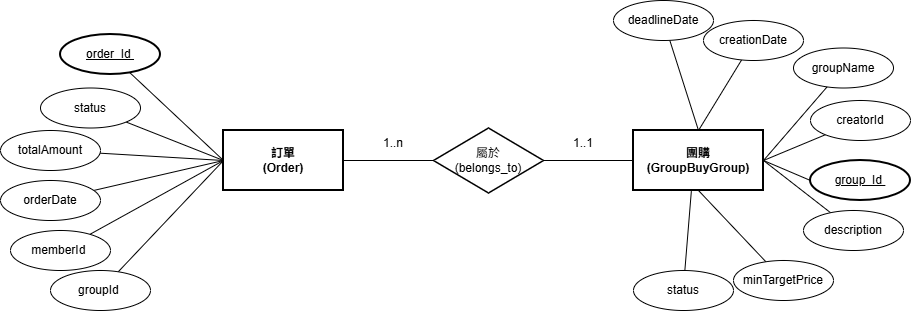 order_Id
status
totalAmount
orderDate
memberId
groupId
訂單
(Order)
1..n
屬於
(belongs_to)
1..1
團購
(GroupBuyGroup)
deadlineDate
creationDate
groupName
creatorId
group_Id
description
minTargetPrice
status